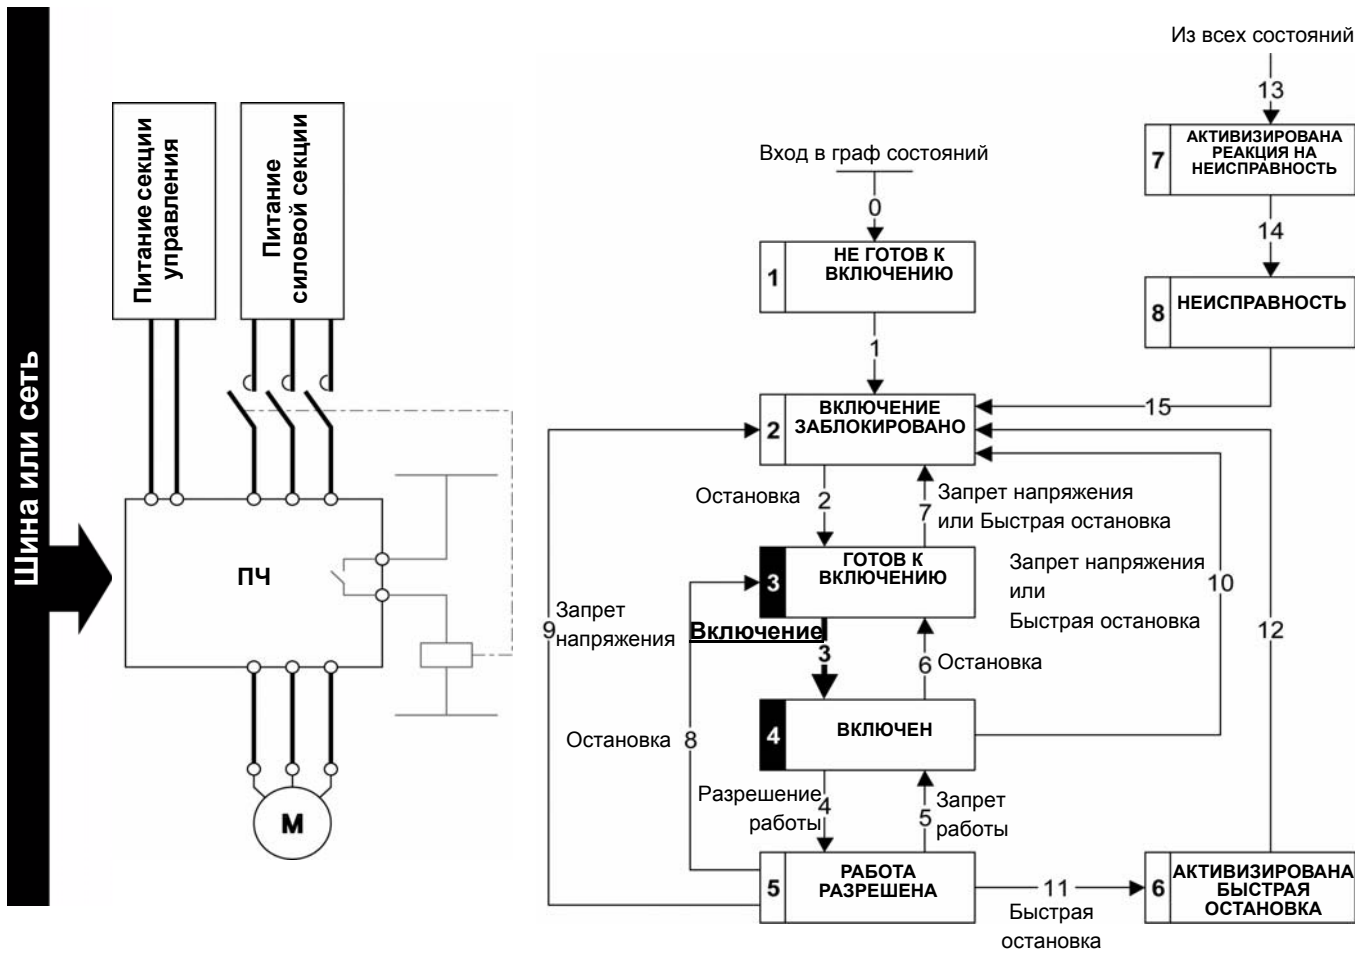 Шина или сеть
Питание секции
управления
Питание
силовой секции
ПЧ
М
Вход в граф состояний
0
1
НЕ ГОТОВ К
ВКЛЮЧЕНИЮ
1
2
ВКЛЮЧЕНИЕ
ЗАБЛОКИРОВАНО
Остановка
2
7
Запрет напряжения
или Быстрая остановка
3
ГОТОВ К
ВКЛЮЧЕНИЮ
Включение
3
6
Остановка
Запрет напряжения
или
Быстрая остановка
10
12
9
Запрет
напряжения
4
ВКЛЮЧЕН
Остановка
8
Разрешение
работы
4
5
Запрет
работы
5
РАБОТА
РАЗРЕШЕНА
11
Быстрая
остановка
6
АКТИВИЗИРОВАНА
БЫСТРАЯ
ОСТАНОВКА
Из всех состояний
13
7
АКТИВИЗИРОВАНА
РЕАКЦИЯ НА
НЕИСПРАВНОСТЬ
14
8
НЕИСПРАВНОСТЬ
15